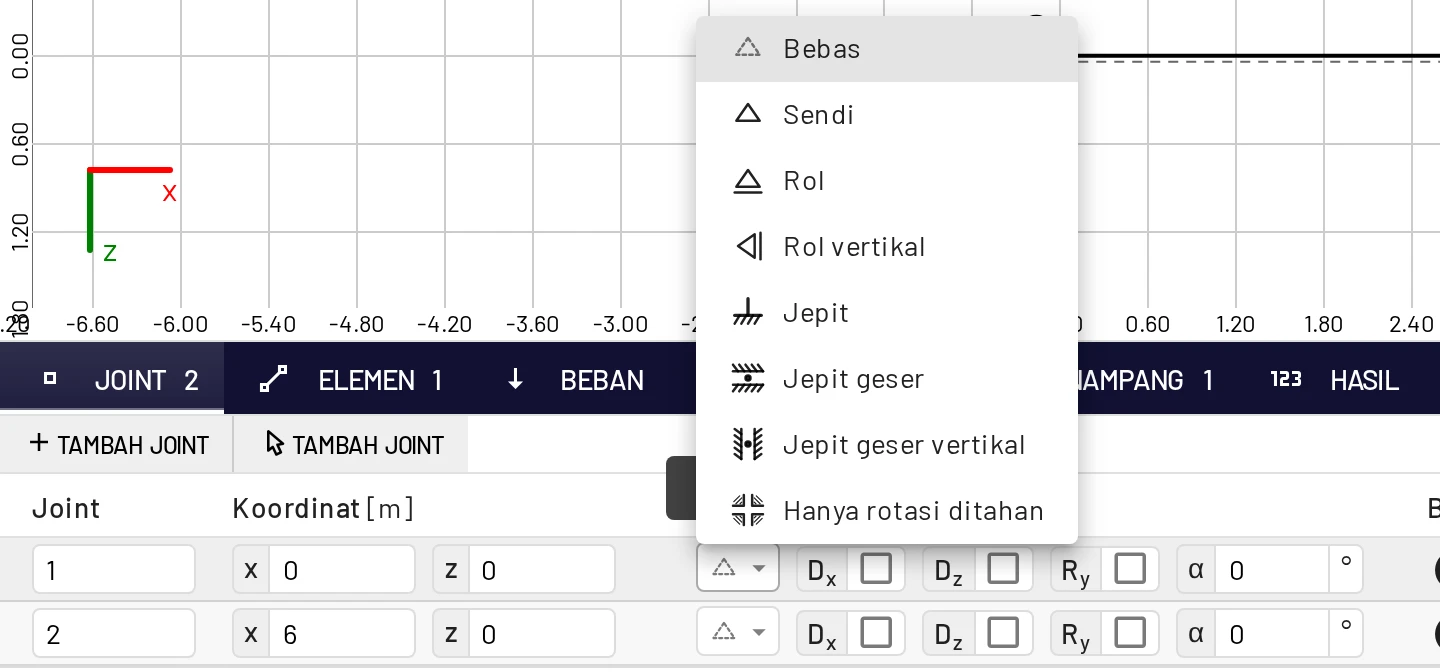 0.00
0.60
1.20
1.80
X
Z
-6.60 -6.00 -5.40 -4.80 -4.20 -3.60 -3.00 0.60 1.20 1.80 2.40
Bebas
Sendi
Rol
Rol vertikal
Jepit
Jepit geser
Jepit geser vertikal
Hanya rotasi ditahan
JOINT 2 ELEMEN 1 BEBAN NAMPANG 1 123 HASIL
+ TAMBAH JOINT TAMBAH JOINT
Joint Koordinat [m] B
1 x 0 z 0 Dx Dz Ry α 0 °
2 x 6 z 0 Dx Dz Ry α 0 °